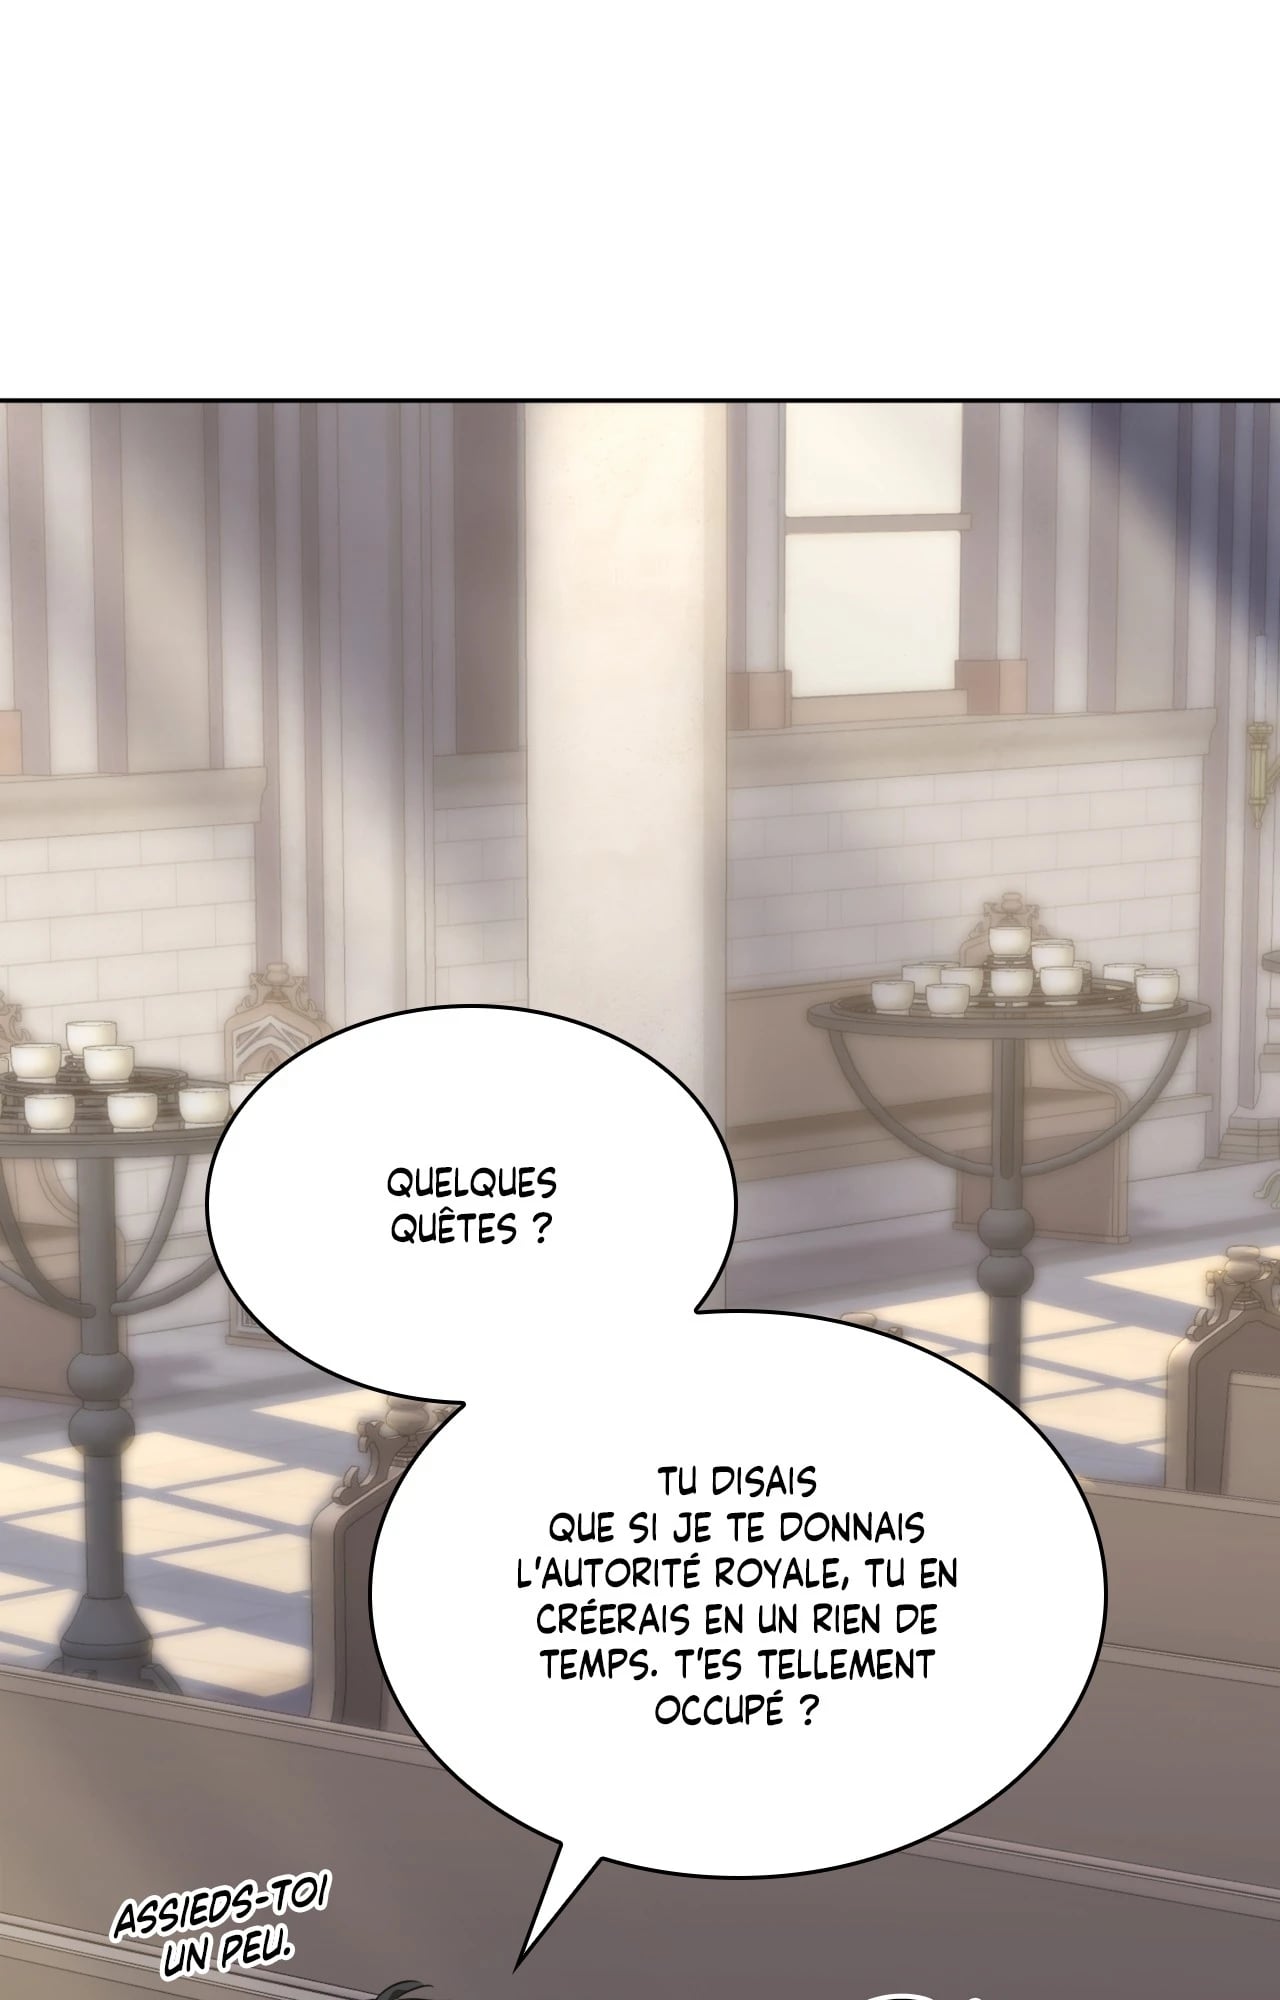 QUELQUES
QUÊTES ?
TU DISAIS
QUE SI JE TE DONNAIS
L'AUTORITÉ ROYALE, TU EN
CRÉERAIS EN UN RIEN DE
TEMPS. T'ES TELLEMENT
OCCUPÉ ?
ASSIEDS-TOI
UN PEU.